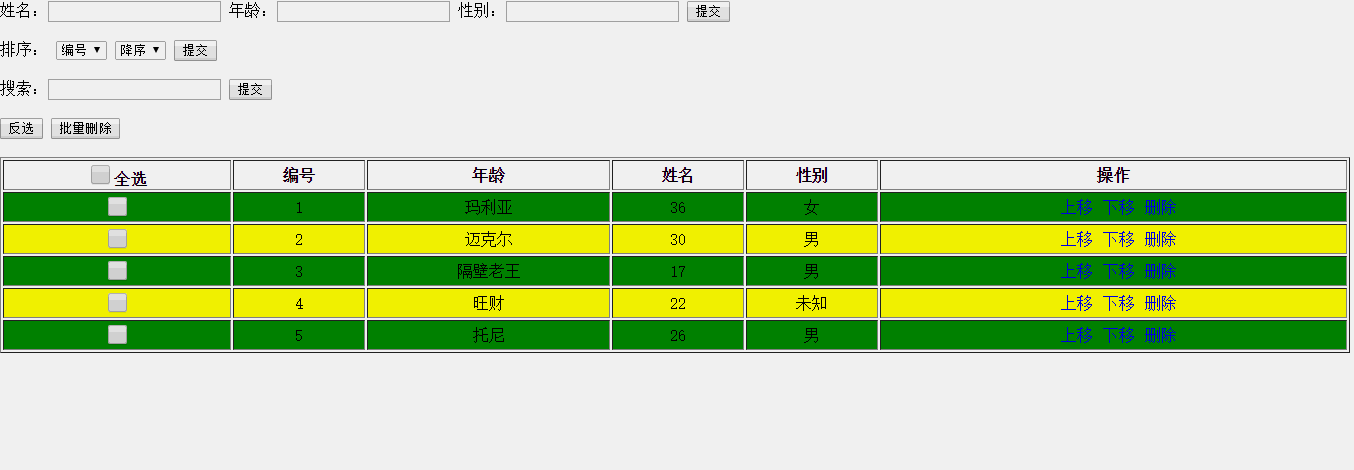 姓名： 年龄： 性别： 提交
排序： 编号 降序 提交
搜索： 提交
反选 批量删除
全选 编号 年龄 姓名 性别 操作
1 玛利亚 36 女 上移 下移 删除
2 迈克尔 30 男 上移 下移 删除
3 隔壁老王 17 男 上移 下移 删除
4 旺财 22 未知 上移 下移 删除
5 托尼 26 男 上移 下移 删除